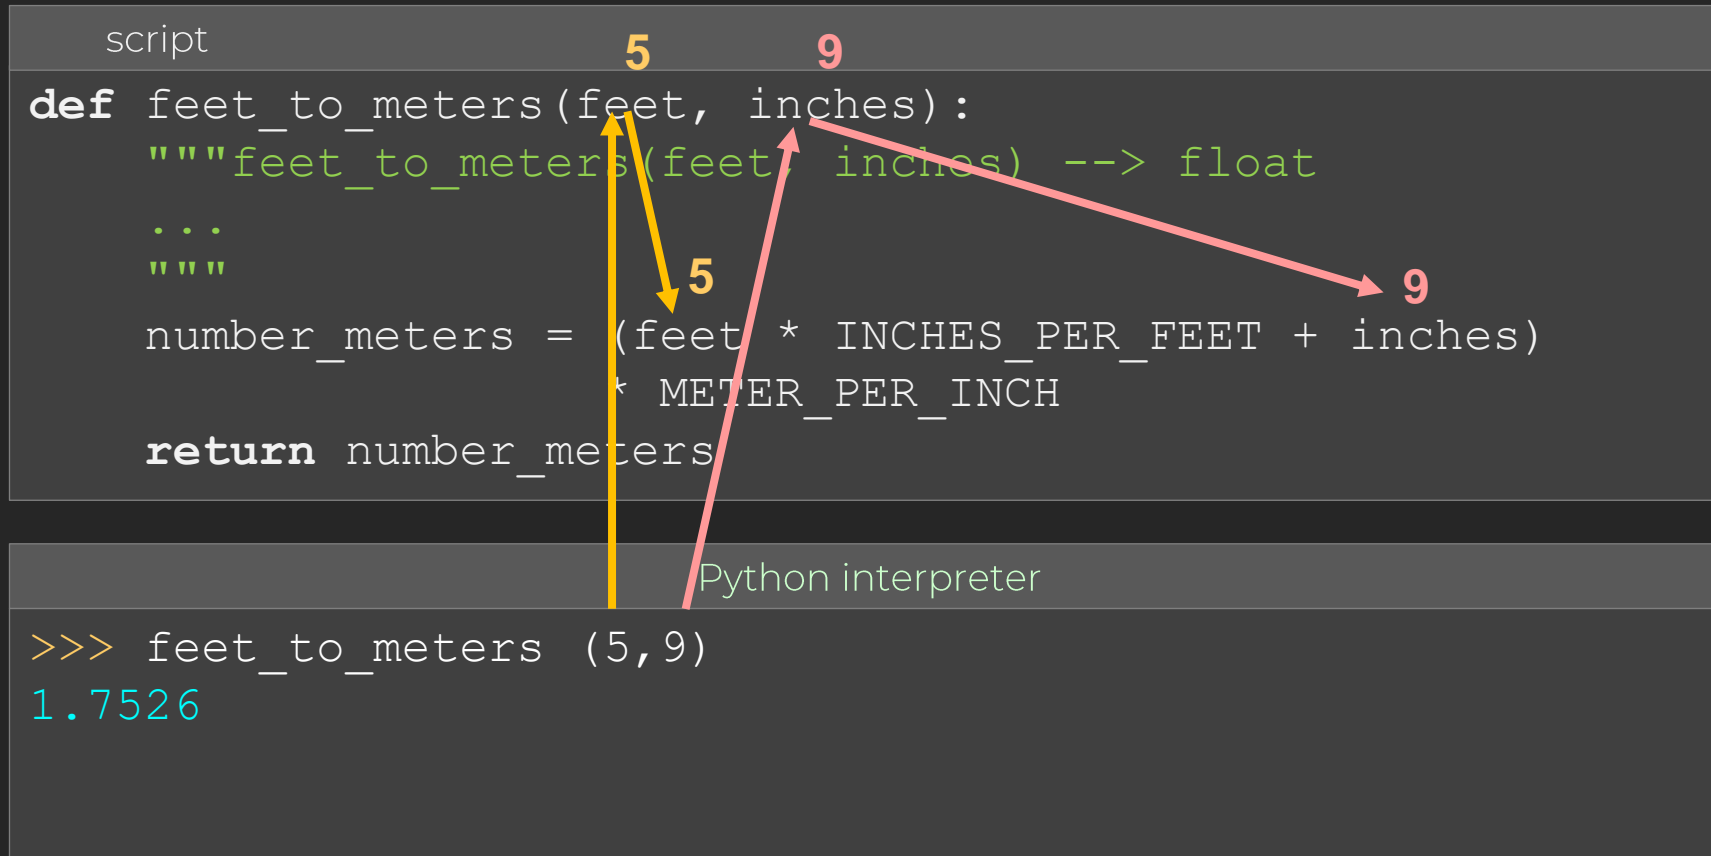 script
5 9
def feet_to_meters(feet, inches):
"""feet_to_meters(feet, inches) --> float
...
"""
5 9
number_meters = (feet * INCHES_PER_FEET + inches)
* METER_PER_INCH
return number_meters
Python interpreter
>>> feet_to_meters (5,9)
1.7526